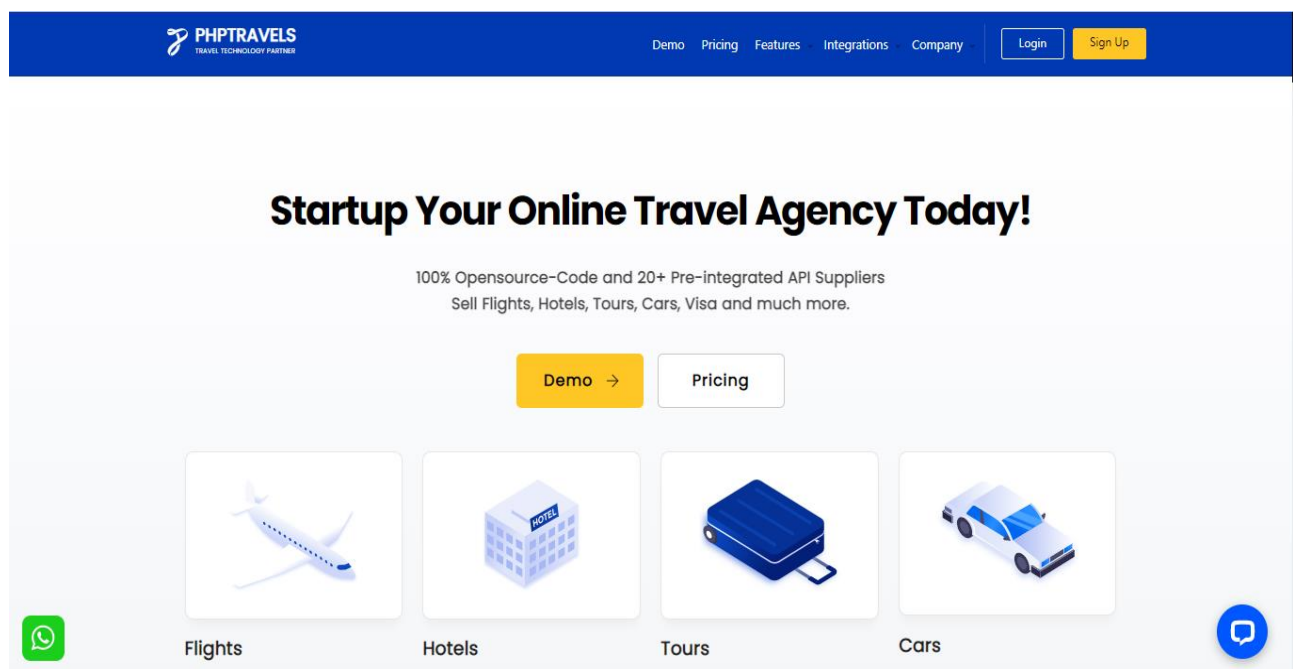 PHPTRAVELS
TRAVEL TECHNOLOGY PARTNER
Demo Pricing Features Integrations Company Login Sign Up
Startup Your Online Travel Agency Today!
100% Opensource-Code and 20+ Pre-integrated API Suppliers
Sell Flights, Hotels, Tours, Cars, Visa and much more.
Demo → Pricing
HOTEL
Flights Hotels Tours Cars